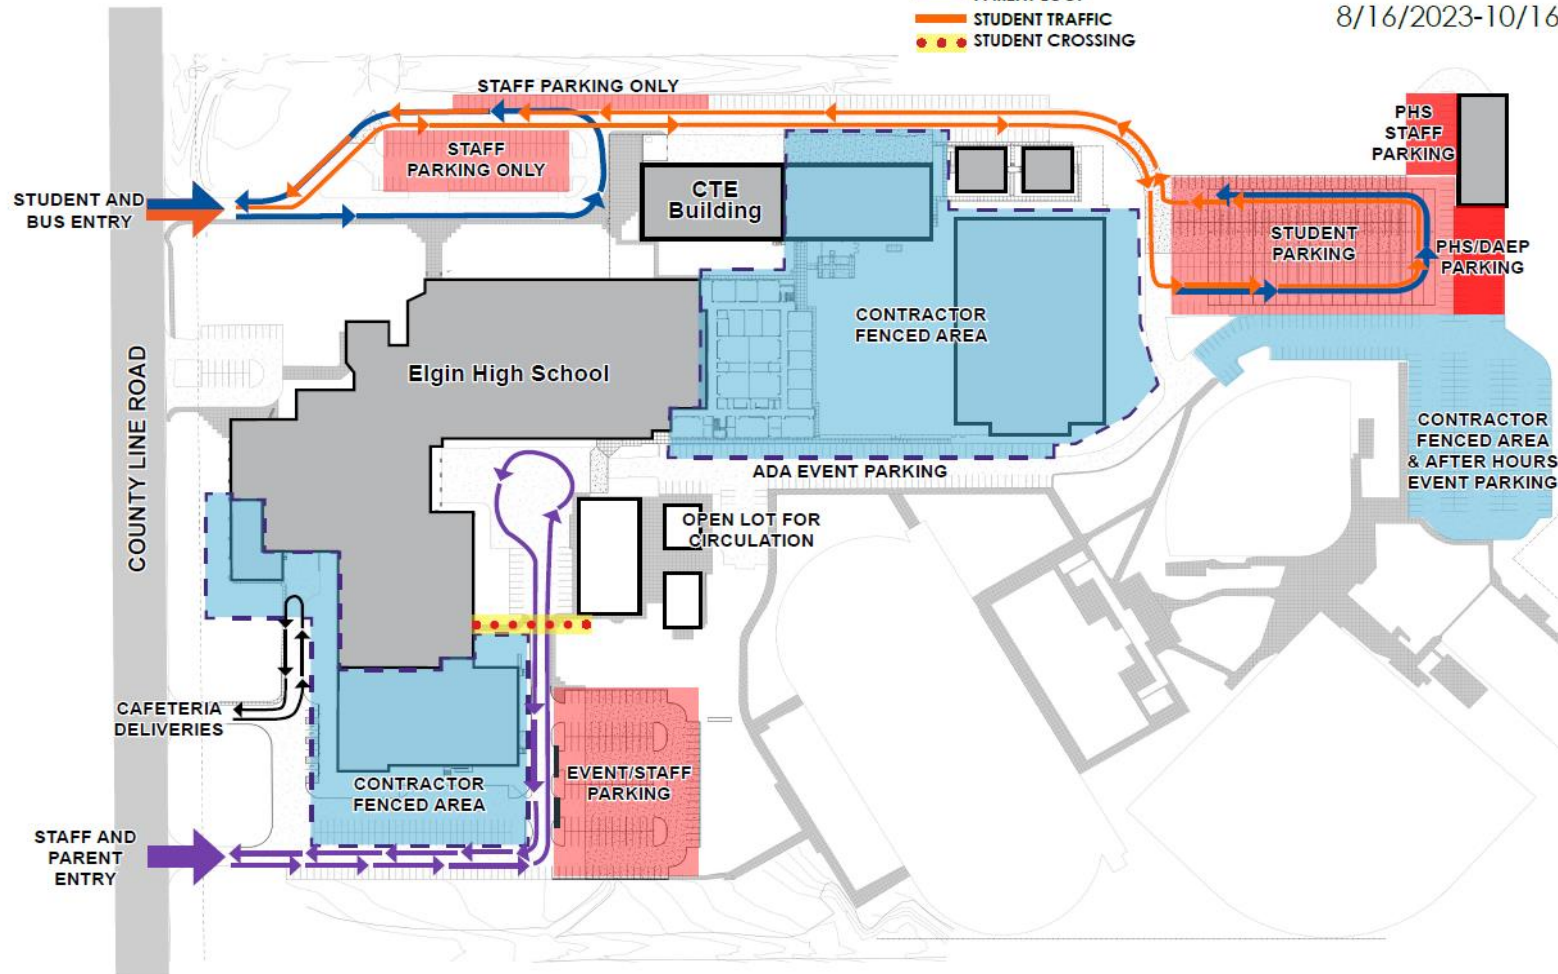 STUDENT TRAFFIC
STUDENT CROSSING
8/16/2023-10/16
STAFF PARKING ONLY
STAFF
PARKING ONLY
PHS
STAFF
PARKING
STUDENT AND
BUS ENTRY
CTE
Building
STUDENT
PARKING
PHS/DAEP
PARKING
CONTRACTOR
FENCED AREA
Elgin High School
COUNTY LINE ROAD
CONTRACTOR
FENCED AREA
& AFTER HOURS
EVENT PARKING
ADA EVENT PARKING
OPEN LOT FOR
CIRCULATION
CAFETERIA
DELIVERIES
CONTRACTOR
FENCED AREA
EVENT/STAFF
PARKING
STAFF AND
PARENT
ENTRY